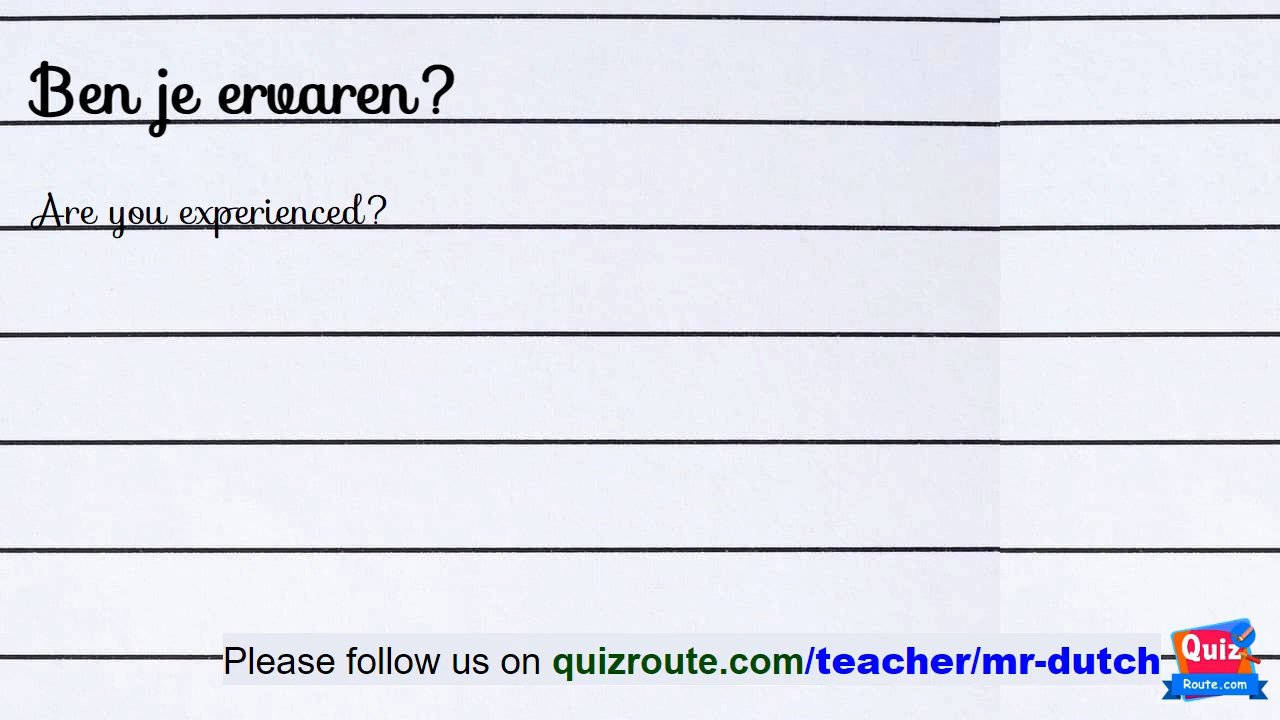 Ben je ervaren?
Are you experienced?
Please follow us on quizroute.com/teacher/mr-dutch
Quiz
Route.com